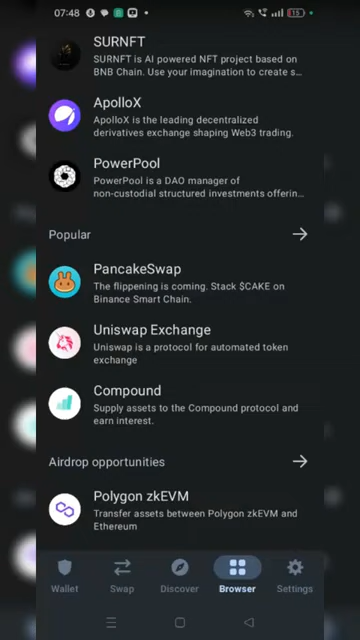 07:48
15
SURNFT
SURNFT is AI powered NFT project based on
BNB Chain. Use your imagination to create s...
ApolloX
ApolloX is the leading decentralized
derivatives exchange shaping Web3 trading.
PowerPool
PowerPool is a DAO manager of
non-custodial structured investments offerin...
Popular
PancakeSwap
The flippening is coming. Stack $CAKE on
Binance Smart Chain.
Uniswap Exchange
Uniswap is a protocol for automated token
exchange
Compound
Supply assets to the Compound protocol and
earn interest.
Airdrop opportunities
Polygon zkEVM
Transfer assets between Polygon zkEVM and
Ethereum
Wallet Swap Discover Browser Settings